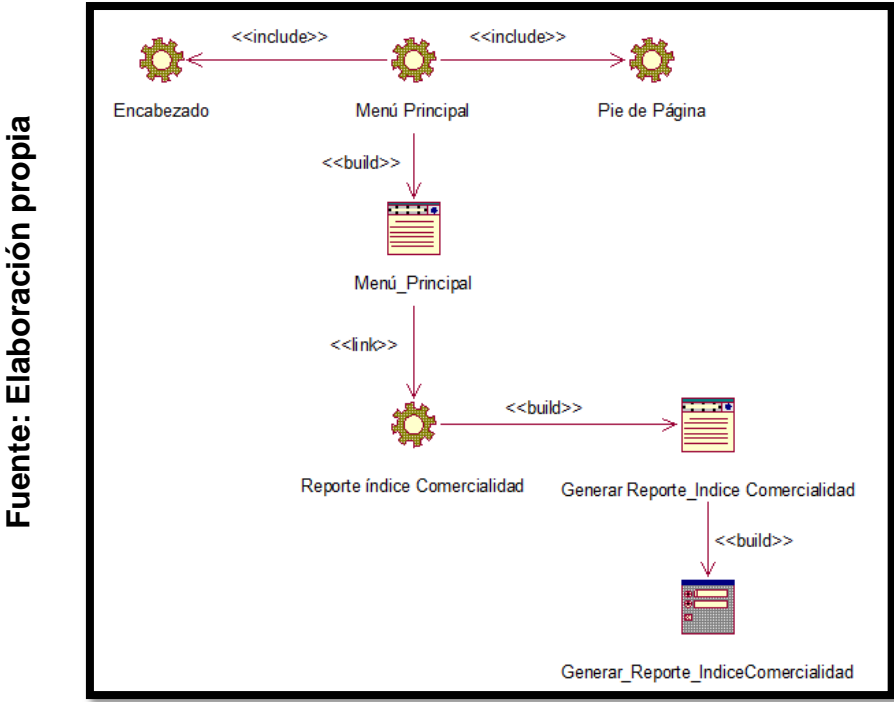 Fuente: Elaboración propia
<<include>>
<<include>>
Encabezado
Menú Principal
Pie de Página
<<build>>
Menú_Principal
<<link>>
<<build>>
Reporte índice Comercialidad
Generar Reporte_Indice Comercialidad
<<build>>
Generar_Reporte_IndiceComercialidad